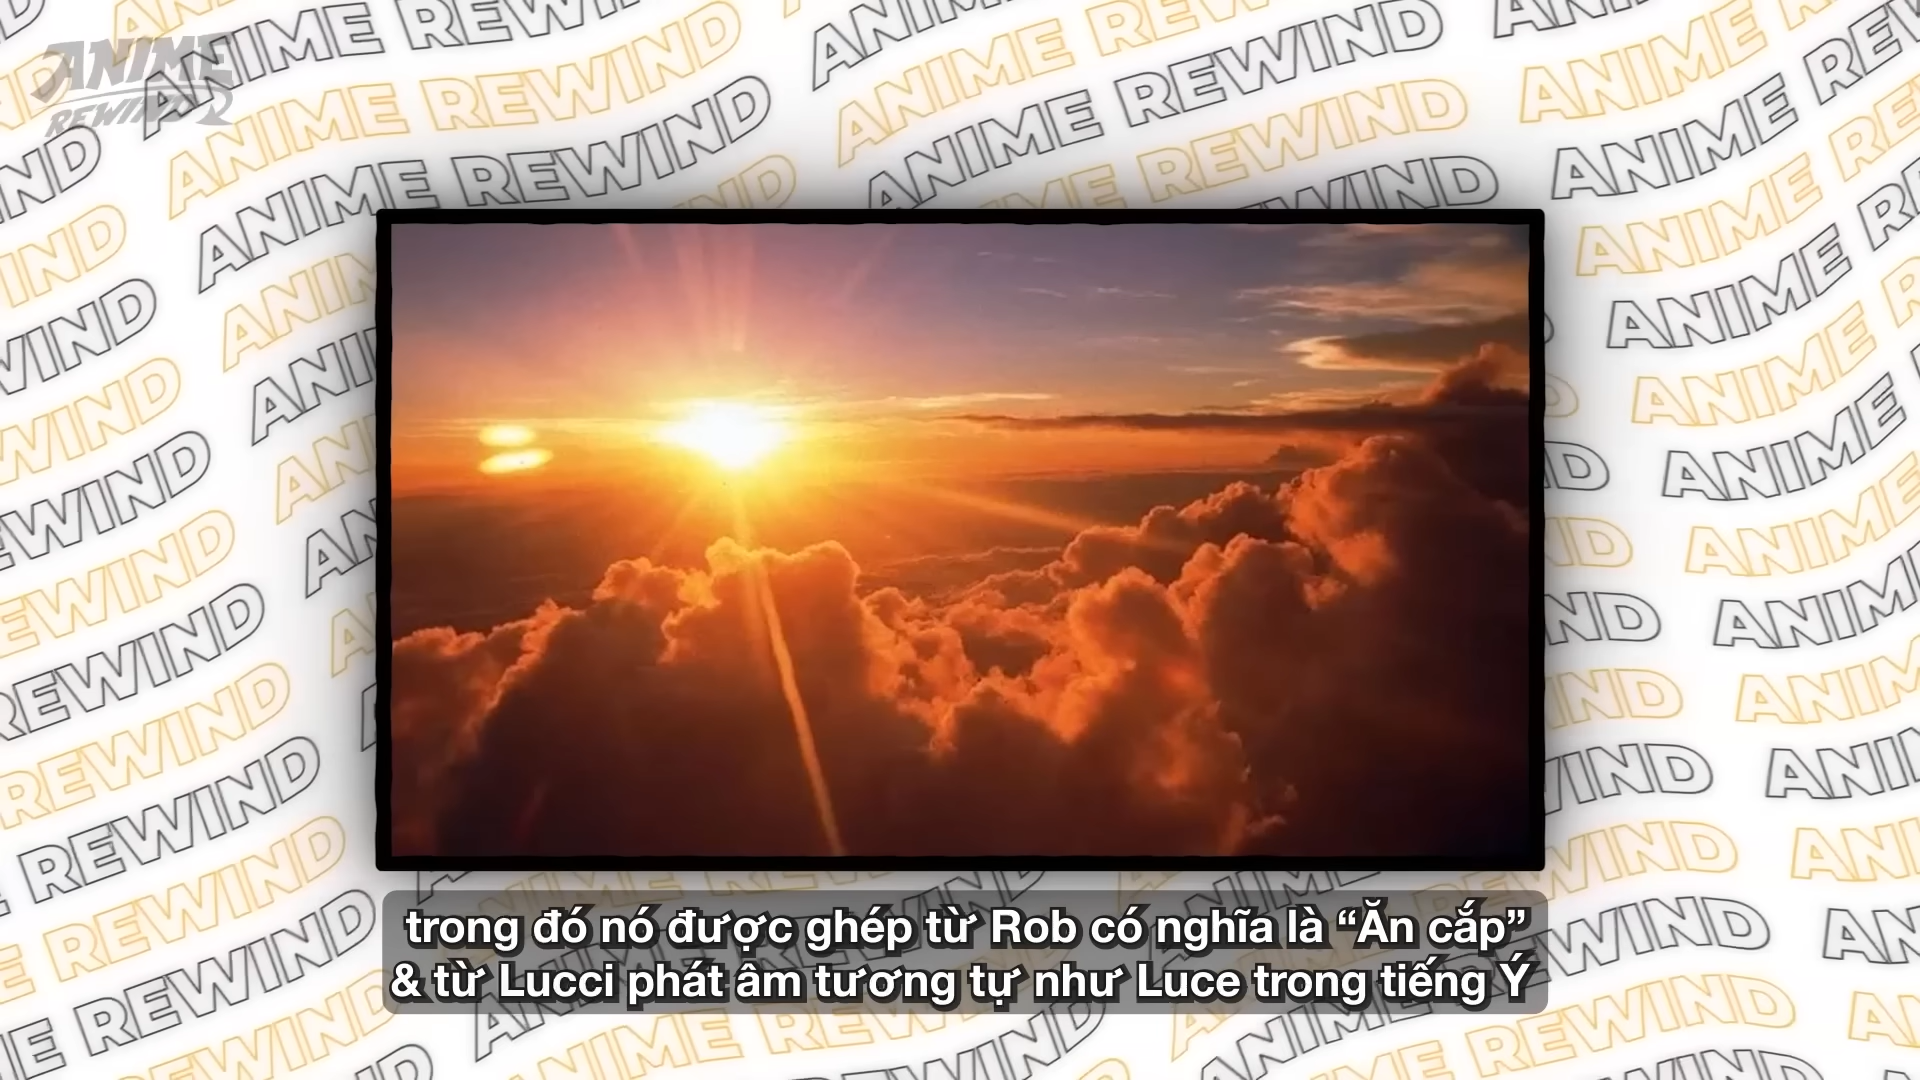 ANIME
REWIND
trong đó nó được ghép từ Rob có nghĩa là “Ăn cắp”
& từ Lucci phát âm tương tự như Luce trong tiếng Ý